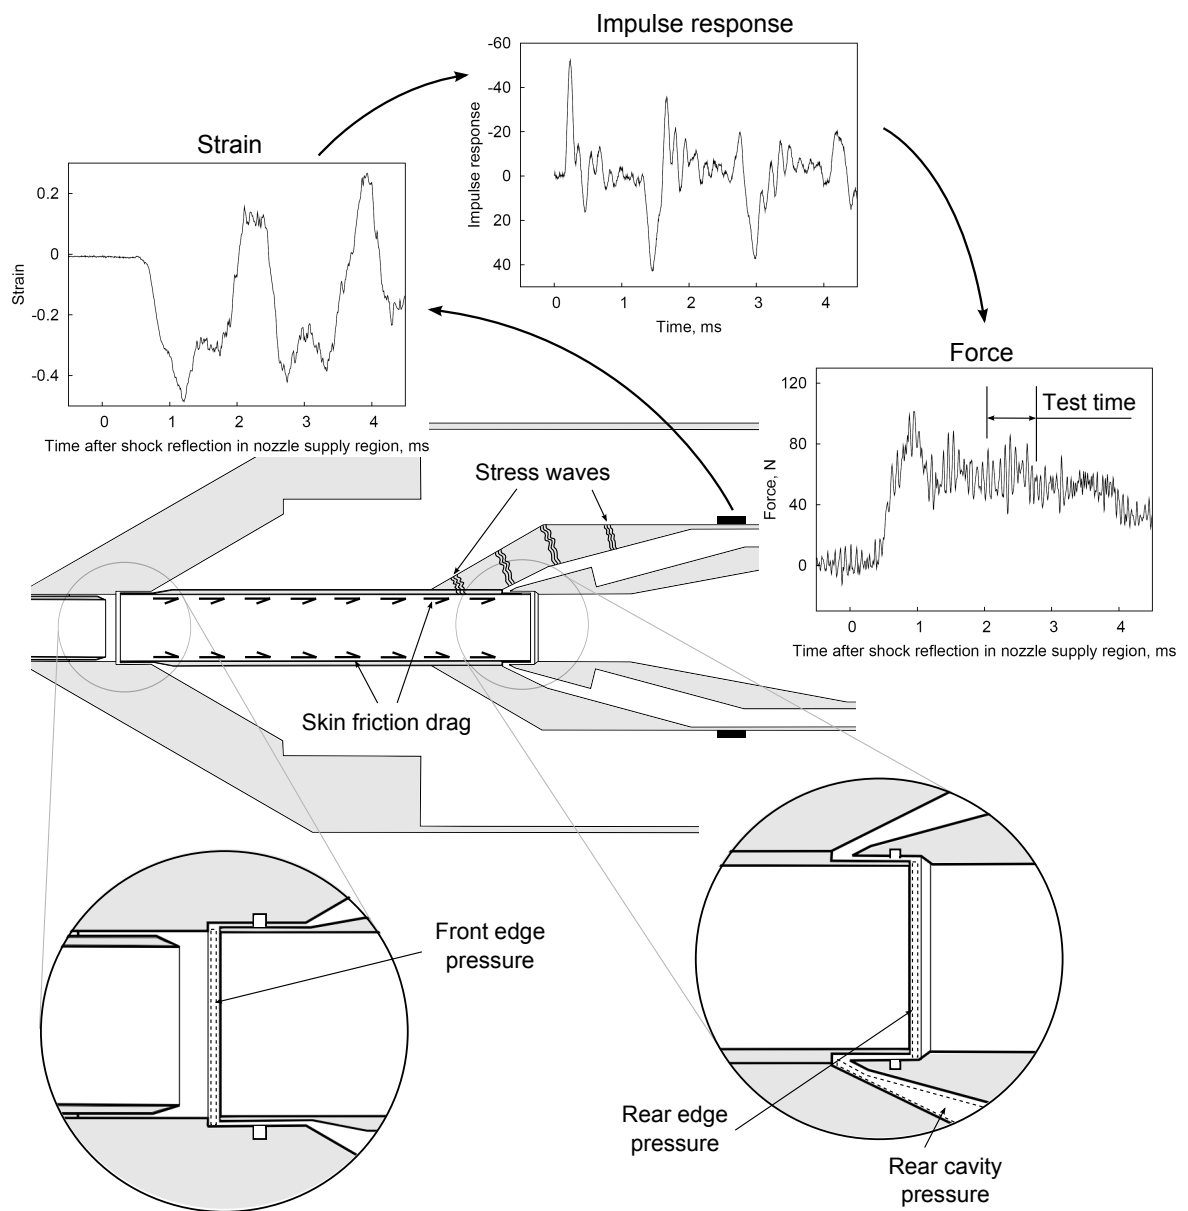 Impulse response
-60
-40
-20
0
20
40
Impulse response
0 1 2 3 4
Time, ms
Strain
0.2
0
-0.2
-0.4
Strain
0 1 2 3 4
Time after shock reflection in nozzle supply region, ms
Force
120
80
40
0
Force, N
Test time
0 1 2 3 4
Time after shock reflection in nozzle supply region, ms
Stress waves
Skin friction drag
Front edge
pressure
Rear edge
pressure
Rear cavity
pressure